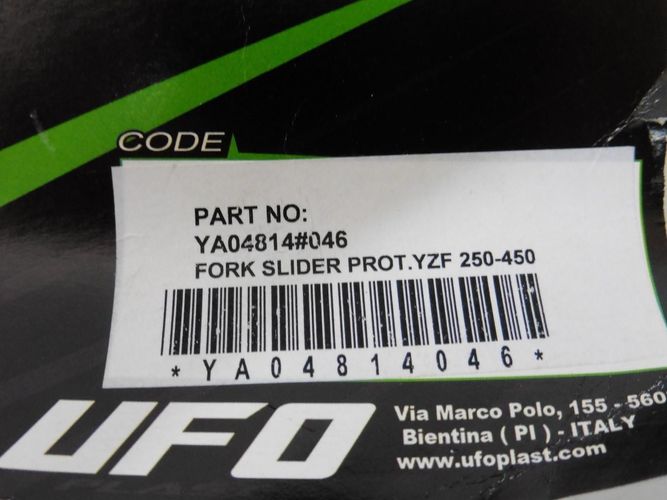 CODE
PART NO:
YA04814#046
FORK SLIDER PROT.YZF 250-450
*YA04814046*
UFO
Via Marco Polo, 155 - 560
Bientina ( PI ) - ITALY
www.ufoplast.com